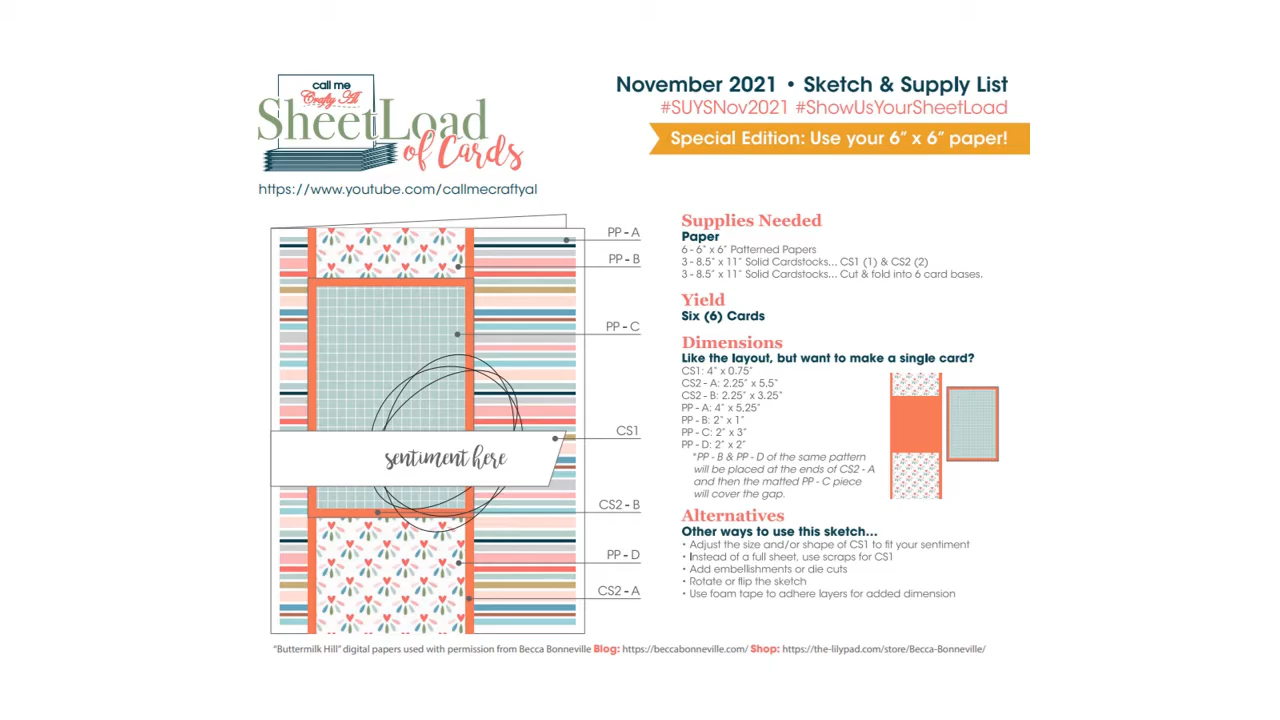 call me
Crafty Al
SheetLoad
of Cards
https://www.youtube.com/callmecraftyal
November 2021 • Sketch & Supply List
#SUYSNov2021 #ShowUsYourSheetLoad
Special Edition: Use your 6” x 6” paper!
PP - A
PP - B
PP - C
CS1
sentiment here
CS2 - B
PP - D
CS2 - A
Supplies Needed
Paper
6 - 6” x 6” Patterned Papers
3 - 8.5” x 11” Solid Cardstocks... CS1 (1) & CS2 (2)
3 - 8.5” x 11” Solid Cardstocks... Cut & fold into 6 card bases.
Yield
Six (6) Cards
Dimensions
Like the layout, but want to make a single card?
CS1: 4” x 0.75”
CS2 - A: 2.25” x 5.5”
CS2 - B: 2.25” x 3.25”
PP - A: 4” x 5.25”
PP - B: 2” x 1”
PP - C: 2” x 3”
PP - D: 2” x 2”
*PP - B & PP - D of the same pattern
will be placed at the ends of CS2 - A
and then the matted PP - C piece
will cover the gap.
Alternatives
Other ways to use this sketch...
• Adjust the size and/or shape of CS1 to fit your sentiment
• Instead of a full sheet, use scraps for CS1
• Add embellishments or die cuts
• Rotate or flip the sketch
• Use foam tape to adhere layers for added dimension
“Buttermilk Hill” digital papers used with permission from Becca Bonneville Blog: https://beccabonneville.com/ Shop: https://the-lilypad.com/store/Becca-Bonneville/